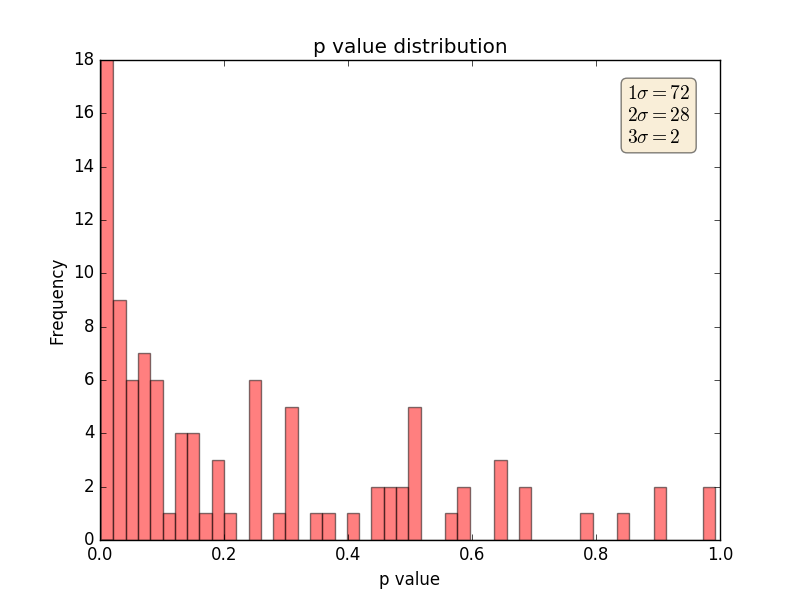 p value distribution
1σ = 72
2σ = 28
3σ = 2
18
16
14
12
10
8
6
4
2
0
Frequency
0.0 0.2 0.4 0.6 0.8 1.0
p value